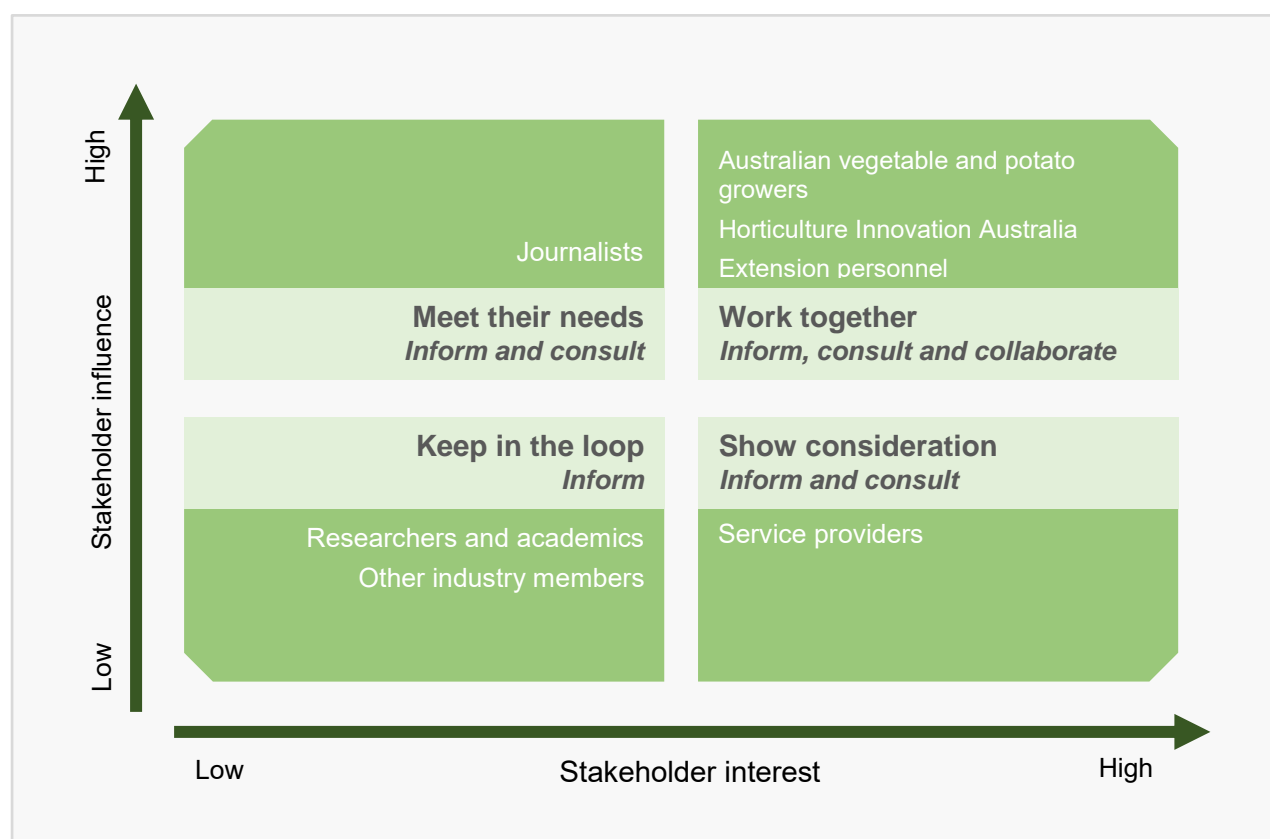 High
Stakeholder influence
Low
Journalists
Meet their needs
Inform and consult
Australian vegetable and potato
growers
Horticulture Innovation Australia
Extension personnel
Work together
Inform, consult and collaborate
Keep in the loop
Inform
Researchers and academics
Other industry members
Show consideration
Inform and consult
Service providers
Low
Stakeholder interest
High